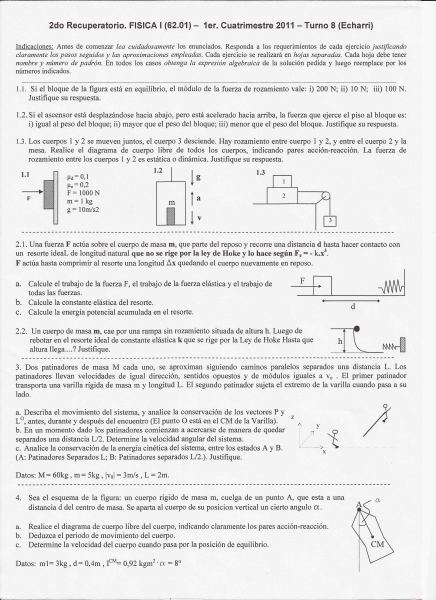 2do Recuperatorio. FISICA I (62.01) – 1er. Cuatrimestre 2011 – Turno 8 (Echarri)
Indicaciones: Antes de comenzar lea cuidadosamente los enunciados. Responda a los requerimientos de cada ejercicio justificando
claramente los pasos seguidos y las aproximaciones empleadas. Cada ejercicio se realizará en hojas separadas. Cada hoja debe tener
nombre y número de padrón. En todos los casos obtenga la expresión algebraica de la solución pedida y luego reemplace por los
números indicados.
1.1. Si el bloque de la figura está en equilibrio, el módulo de la fuerza de rozamiento vale: i) 200 N; ii) 10 N; iii) 100 N.
Justifique su respuesta.
1.2. Si el ascensor está desplazándose hacia abajo, pero está acelerado hacia arriba, la fuerza que ejerce el piso al bloque es:
i) igual al peso del bloque; ii) mayor que el peso del bloque; iii) menor que el peso del bloque. Justifique su respuesta.
1.3. Los cuerpos 1 y 2 se mueven juntos, el cuerpo 3 desciende. Hay rozamiento entre cuerpo 1 y 2, y entre el cuerpo 2 y la
mesa. Realice el diagrama de cuerpo libre de todos los cuerpos, indicando pares acción-reacción. La fuerza de
rozamiento entre los cuerpos 1 y 2 es estática o dinámica. Justifique su respuesta.
1.1
F
μd = 0,1
μe = 0,2
F = 1000 N
m = 1 kg
g = 10m/s2
1.2
m
g
a
v
1.3
1
2
3
2.1. Una fuerza F actúa sobre el cuerpo de masa m, que parte del reposo y recorre una distancia d hasta hacer contacto con
un resorte ideaL de longitud natural que no se rige por la ley de Hoke y lo hace según Fe = - k.x³.
F actúa hasta comprimir al resorte una longitud Δx quedando el cuerpo nuevamente en reposo.
a. Calcule el trabajo de la fuerza F, el trabajo de la fuerza elástica y el trabajo de
todas las fuerzas.
b. Calcule la constante elástica del resorte.
c. Calcule la energía potencial acumulada en el resorte.
F
d
2.2. Un cuerpo de masa m, cae por una rampa sin rozamiento situada de altura h. Luego de
rebotar en el resorte ideal de constante elástica k que se rige por la Ley de Hoke Hasta que
altura llega....? Justifique.
h
3. Dos patinadores de masa M cada uno, se aproximan siguiendo caminos paralelos separados una distancia L. Los
patinadores llevan velocidades de igual dirección, sentidos opuestos y de módulos iguales a vo . El primer patinador
transporta una varilla rígida de masa m y longitud L. El segundo patinador sujeta el extremo de la varilla cuando pasa a su
lado.
a. Describa el movimiento del sistema, y analice la conservación de los vectores P y
L⁰, antes, durante y después del encuentro (El punto O está en el CM de la Varilla).
b. En un momento dado los patinadores comienzan a acercarse de manera de quedar
separados una distancia L/2. Determine la velocidad angular del sistema.
c. Analice la conservación de la energía cinética del sistema, entre los estados A y B.
(A: Patinadores Separados L; B: Patinadores separados L/2.). Justifique.
z
y
x
Datos: M = 60kg , m = 5kg , |v0| = 3m/s , L = 2m.
4. Sea el esquema de la figura: un cuerpo rigido de masa m, cuelga de un punto A, que esta a una
distancia d del centro de masa. Se aparta al cuerpo de su posicion vertical un cierto angulo α.
a. Realice el diagrama de cuerpo libre del cuerpo, indicando claramente los pares acción-reacción.
b. Deduzca el periodo de movimiento del cuerpo.
c. Determine la velocidad del cuerpo cuando pasa por la posición de equilibrio.
A
α
CM
Datos: m1= 3kg , d = 0,4m , Iᶜᴹ= 0,92 kgm² · α = 8º